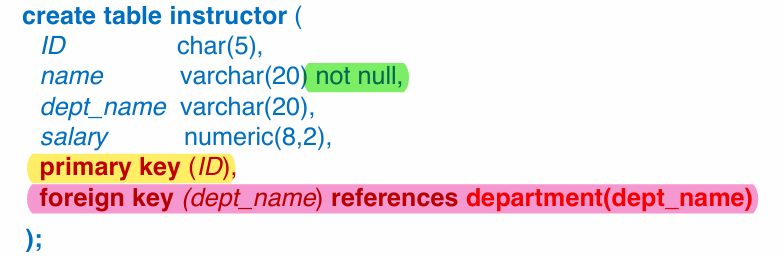 create table instructor (
ID char(5),
name varchar(20) not null,
dept_name varchar(20),
salary numeric(8,2),
primary key (ID),
foreign key (dept_name) references department(dept_name)
);